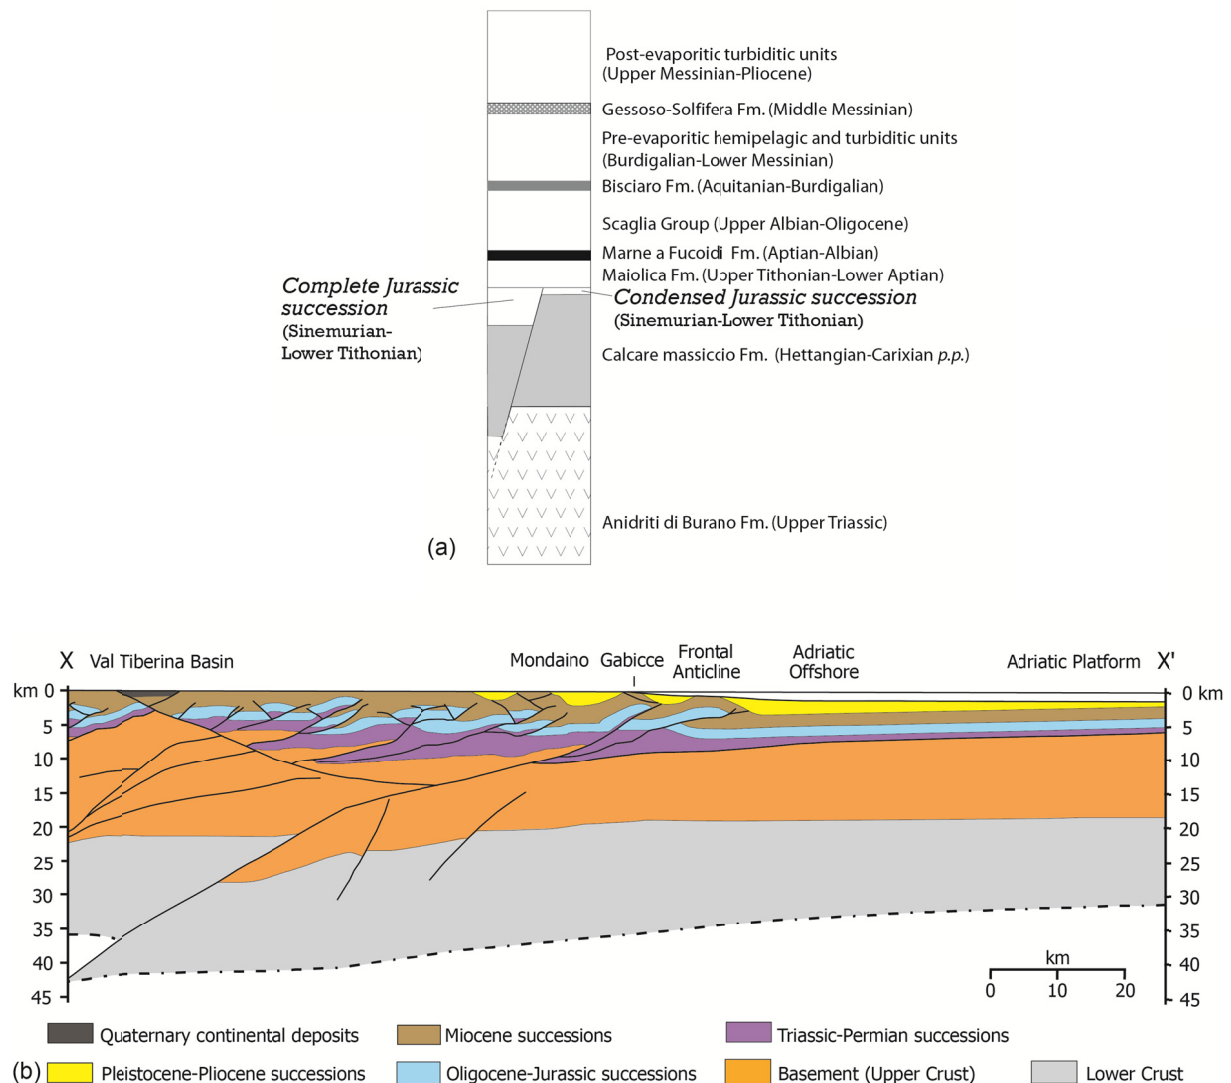 Post-evaporitic turbiditic units
(Upper Messinian-Pliocene)
Gessoso-Solfifera Fm. (Middle Messinian)
Pre-evaporitic hemipelagic and turbiditic units
(Burdigalian-Lower Messinian)
Bisciaro Fm. (Aquitanian-Burdigalian)
Scaglia Group (Upper Albian-Oligocene)
Marne a Fucoidi Fm. (Aptian-Albian)
Maiolica Fm. (Upper Tithonian-Lower Aptian)
Complete Jurassic
succession
(Sinemurian-
Lower Tithonian)
Condensed Jurassic succession
(Sinemurian-Lower Tithonian)
Calcare massiccio Fm. (Hettangian-Carixian p.p.)
Anidriti di Burano Fm. (Upper Triassic)
(a)
X Val Tiberina Basin Mondaino Gabicce Frontal Anticline Adriatic Offshore Adriatic Platform X'
km 0 0 km
5 5
10 10
15 15
20 20
25 25
30 30
35 35
40 40
45 45
km
0 10 20
Quaternary continental deposits Miocene successions Triassic-Permian successions
(b) Pleistocene-Pliocene successions Oligocene-Jurassic successions Basement (Upper Crust) Lower Crust